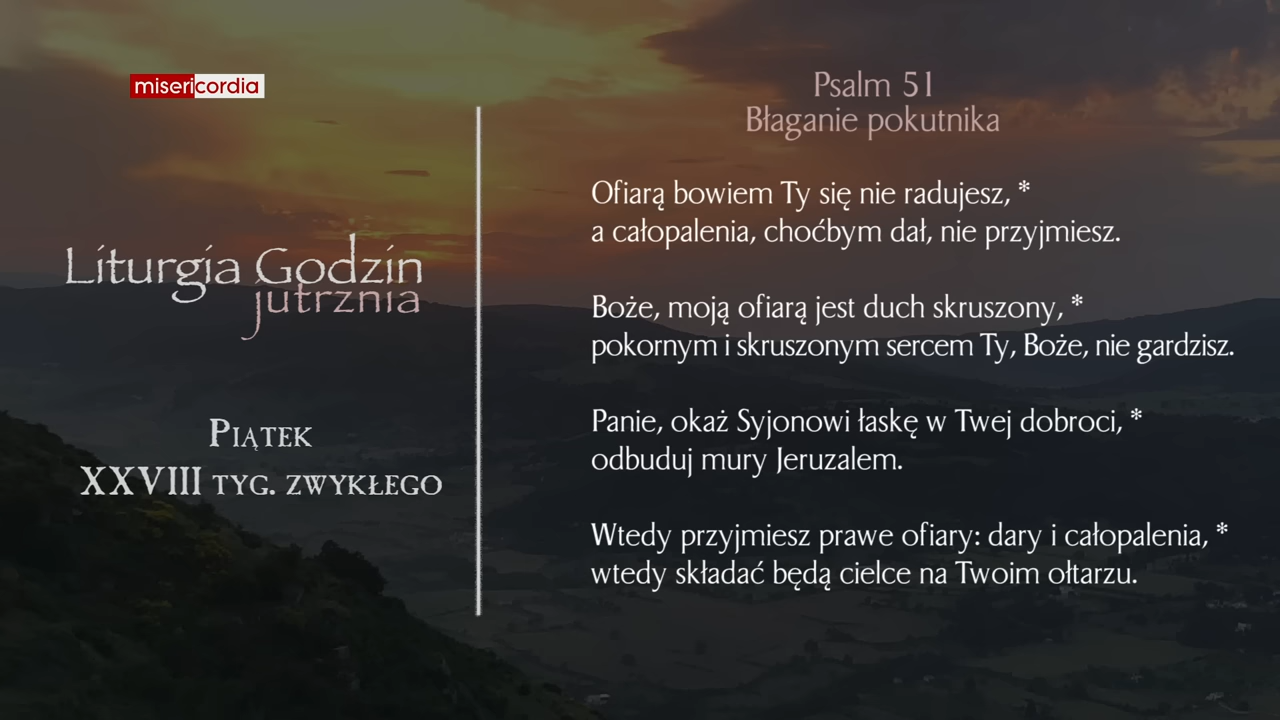 misericordia
Liturgia Godzin
jutrznia
Piątek
XXVIII tyg. zwykłego
Psalm 51
Błaganie pokutnika
Ofiarą bowiem Ty się nie radujesz, *
a całopalenia, choćbym dał, nie przyjmiesz.
Boże, moją ofiarą jest duch skruszony, *
pokornym i skruszonym sercem Ty, Boże, nie gardzisz.
Panie, okaż Syjonowi łaskę w Twej dobroci, *
odbuduj mury Jeruzalem.
Wtedy przyjmiesz prawe ofiary: dary i całopalenia, *
wtedy składać będą cielce na Twoim ołtarzu.